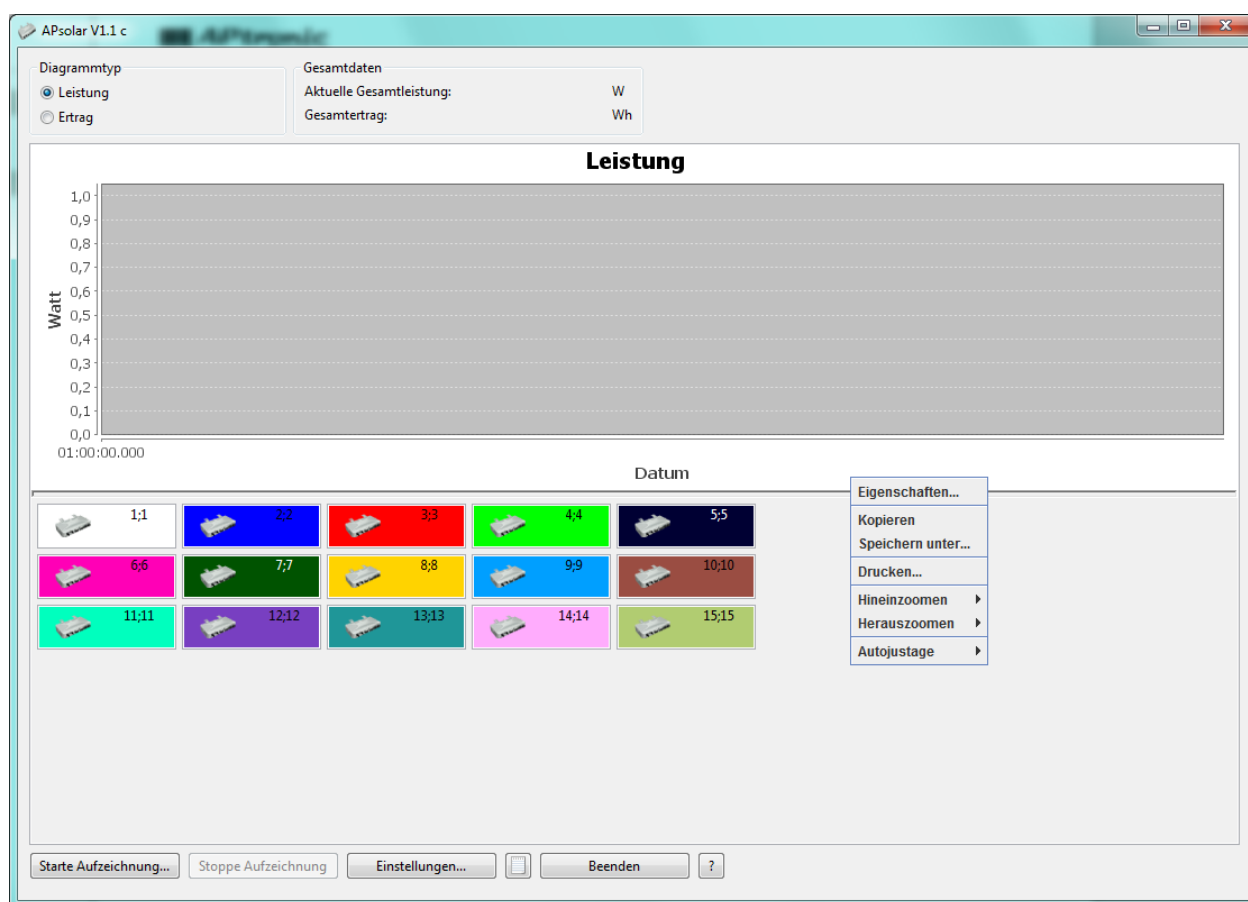 APsolar V1.1 c
APtronic
Diagrammtyp
Leistung
Ertrag
Gesamtdaten
Aktuelle Gesamtleistung: W
Gesamtertrag: Wh
Leistung
Watt
1,0
0,9
0,8
0,7
0,6
0,5
0,4
0,3
0,2
0,1
0,0
01:00:00.000
Datum
1;1
2;2
3;3
4;4
5;5
6;6
7;7
8;8
9;9
10;10
11;11
12;12
13;13
14;14
15;15
Eigenschaften...
Kopieren
Speichern unter...
Drucken...
Hineinzoomen
Herauszoomen
Autojustage
Starte Aufzeichnung...
Stoppe Aufzeichnung
Einstellungen...
Beenden
?